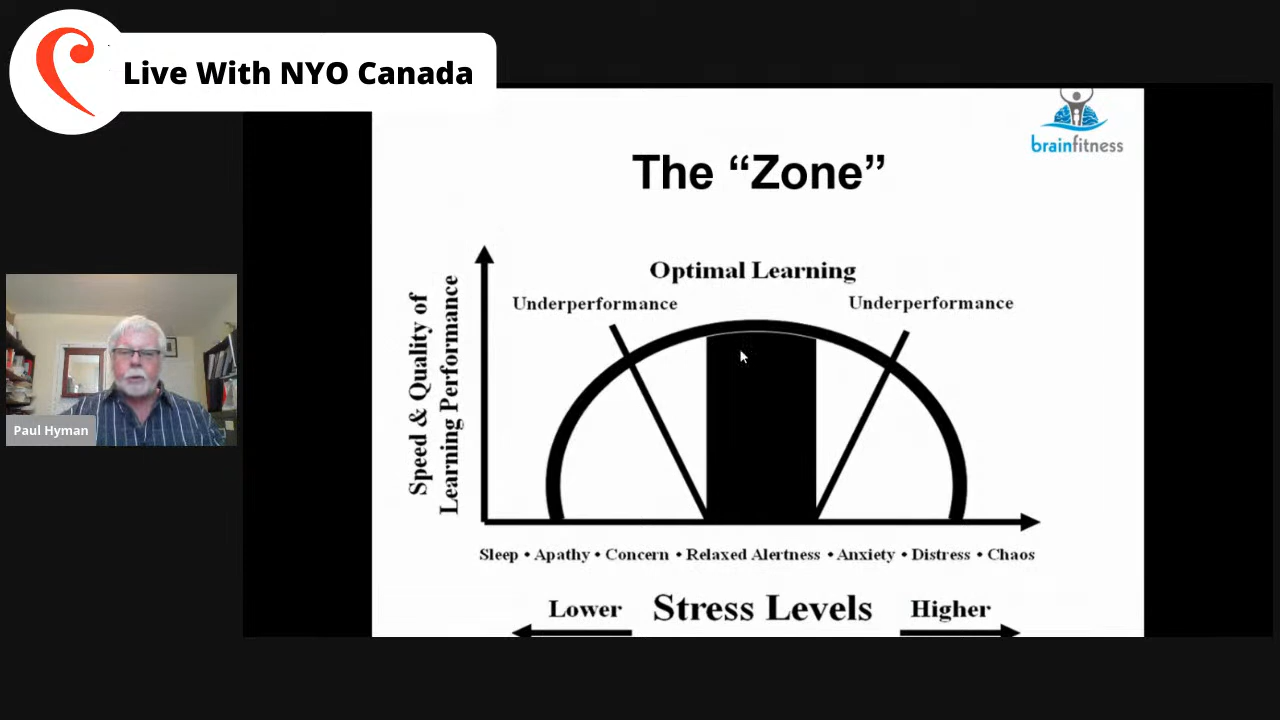 Live With NYO Canada
brainfitness
The “Zone”
Optimal Learning
Underperformance
Underperformance
Speed & Quality of
Learning Performance
Paul Hyman
Sleep • Apathy • Concern • Relaxed Alertness • Anxiety • Distress • Chaos
Lower Stress Levels Higher